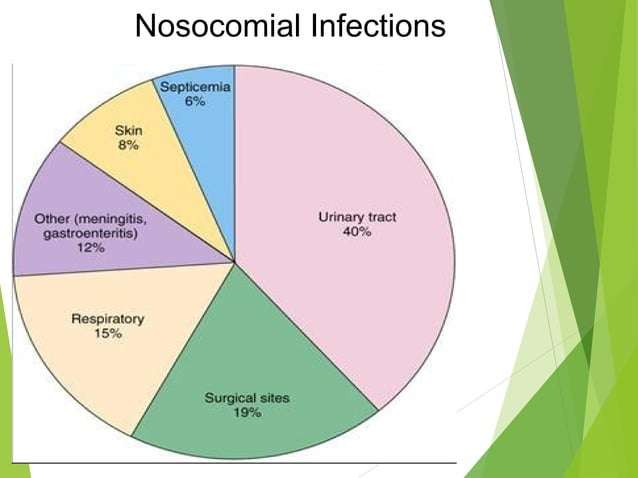 Nosocomial Infections
Septicemia
6%
Skin
8%
Urinary tract
40%
Other (meningitis,
gastroenteritis)
12%
Respiratory
15%
Surgical sites
19%